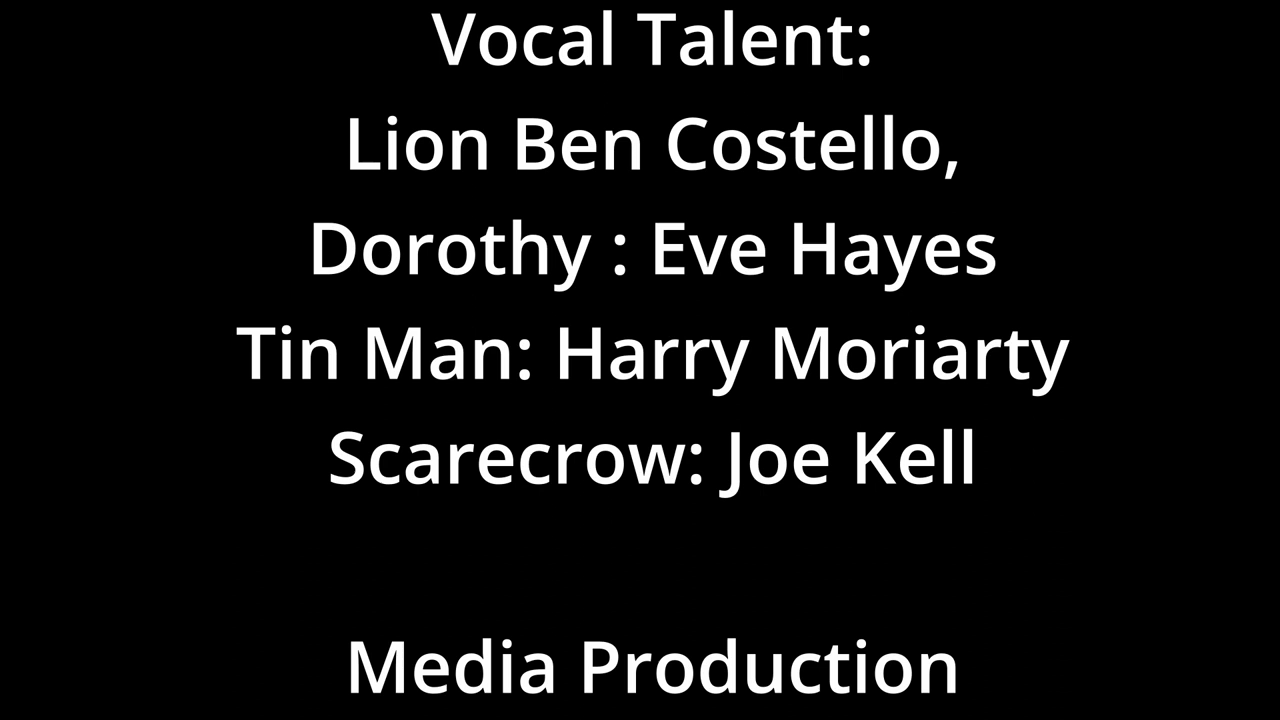 Vocal Talent:
Lion Ben Costello,
Dorothy : Eve Hayes
Tin Man: Harry Moriarty
Scarecrow: Joe Kell
Media Production